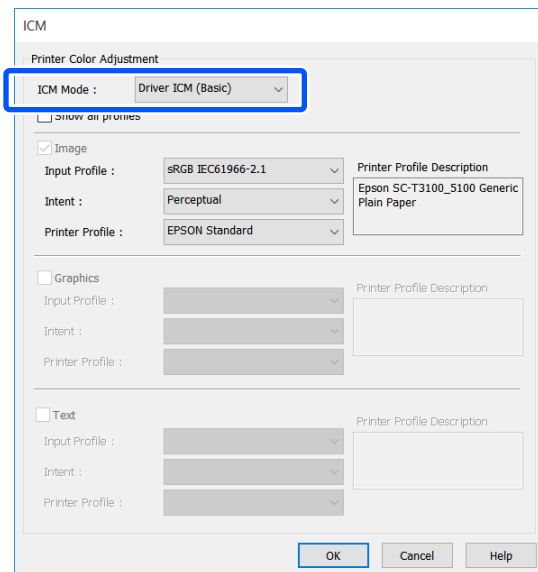 ICM
Printer Color Adjustment
ICM Mode : Driver ICM (Basic)
Show all profiles
Image
Input Profile : sRGB IEC61966-2.1
Printer Profile Description
Epson SC-T3100_5100 Generic
Plain Paper
Intent : Perceptual
Printer Profile : EPSON Standard
Graphics
Printer Profile Description
Input Profile :
Intent :
Printer Profile :
Text
Printer Profile Description
Input Profile :
Intent :
Printer Profile :
OK Cancel Help